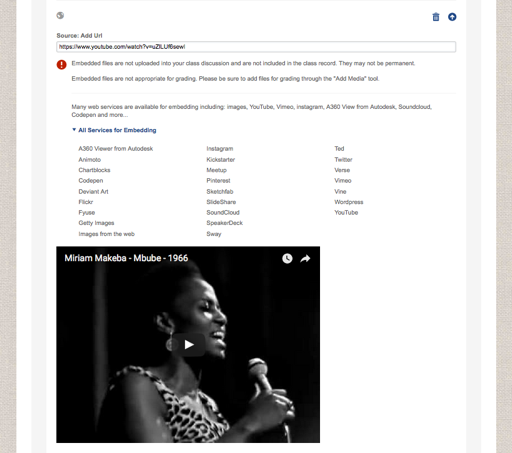 Source: Add Url
https://www.youtube.com/watch?v=uZlLUf6sewI
Embedded files are not uploaded into your class discussion and are not included in the class record. They may not be permanent.
Embedded files are not appropriate for grading. Please be sure to add files for grading through the "Add Media" tool.
Many web services are available for embedding including: images, YouTube, Vimeo, instagram, A360 View from Autodesk, Soundcloud,
Codepen and more...
All Services for Embedding
A360 Viewer from Autodesk
Animoto
Chartblocks
Codepen
Deviant Art
Flickr
Fyuse
Getty Images
Images from the web
Instagram
Kickstarter
Meetup
Pinterest
Sketchfab
SlideShare
SoundCloud
SpeakerDeck
Sway
Ted
Twitter
Verse
Vimeo
Vine
Wordpress
YouTube
Miriam Makeba - Mbube - 1966